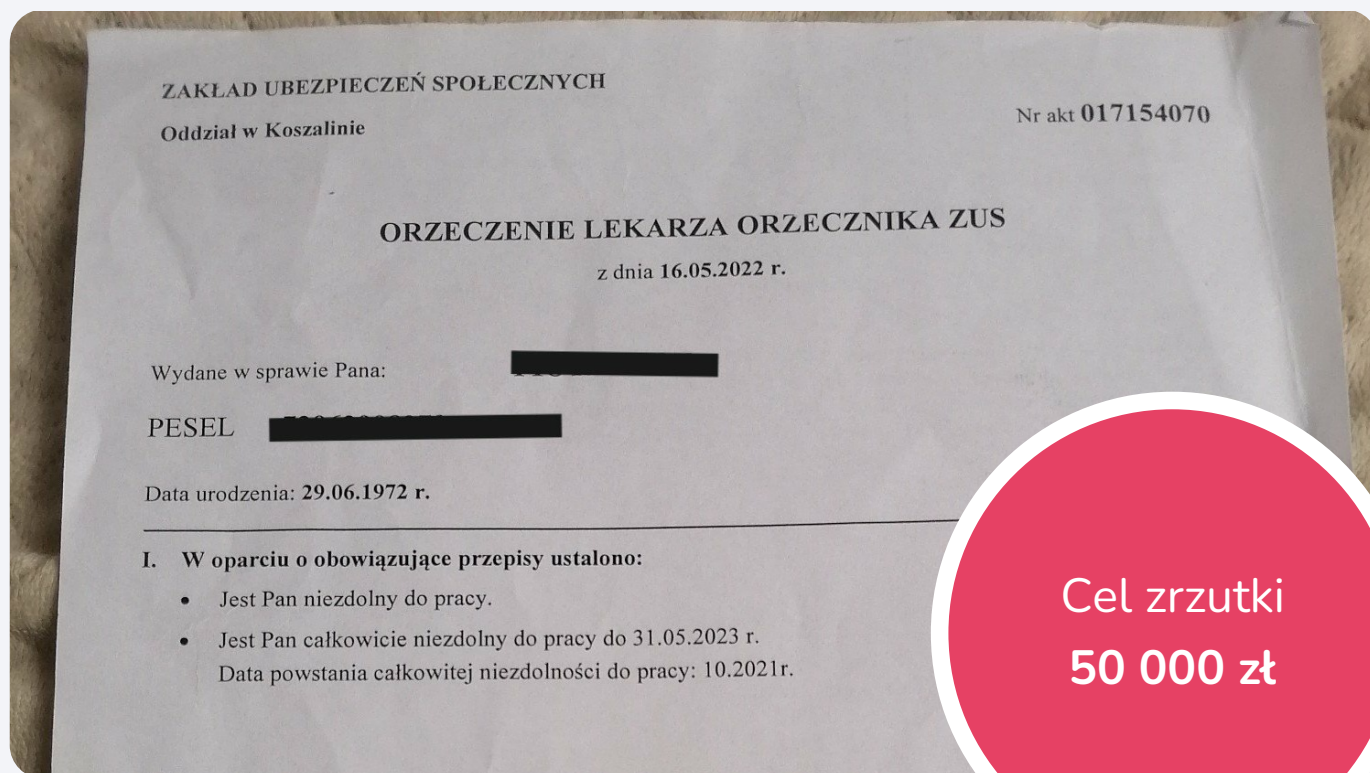 ZAKŁAD UBEZPIECZEŃ SPOŁECZNYCH
Oddział w Koszalinie
Nr akt 017154070
ORZECZENIE LEKARZA ORZECZNIKA ZUS
z dnia 16.05.2022 r.
Wydane w sprawie Pana:
PESEL
Data urodzenia: 29.06.1972 r.
I. W oparciu o obowiązujące przepisy ustalono:
• Jest Pan niezdolny do pracy.
• Jest Pan całkowicie niezdolny do pracy do 31.05.2023 r.
Data powstania całkowitej niezdolności do pracy: 10.2021r.
Cel zrzutki
50 000 zł